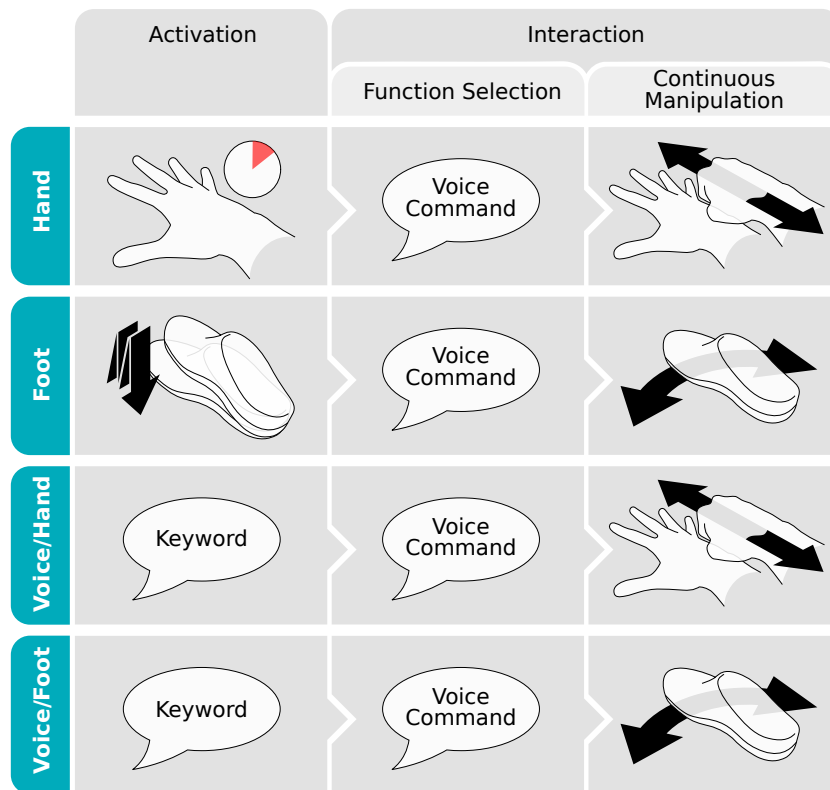 Activation
Interaction
Function Selection
Continuous
Manipulation
Hand
Voice
Command
Foot
Voice
Command
Voice/Hand
Keyword
Voice
Command
Voice/Foot
Keyword
Voice
Command